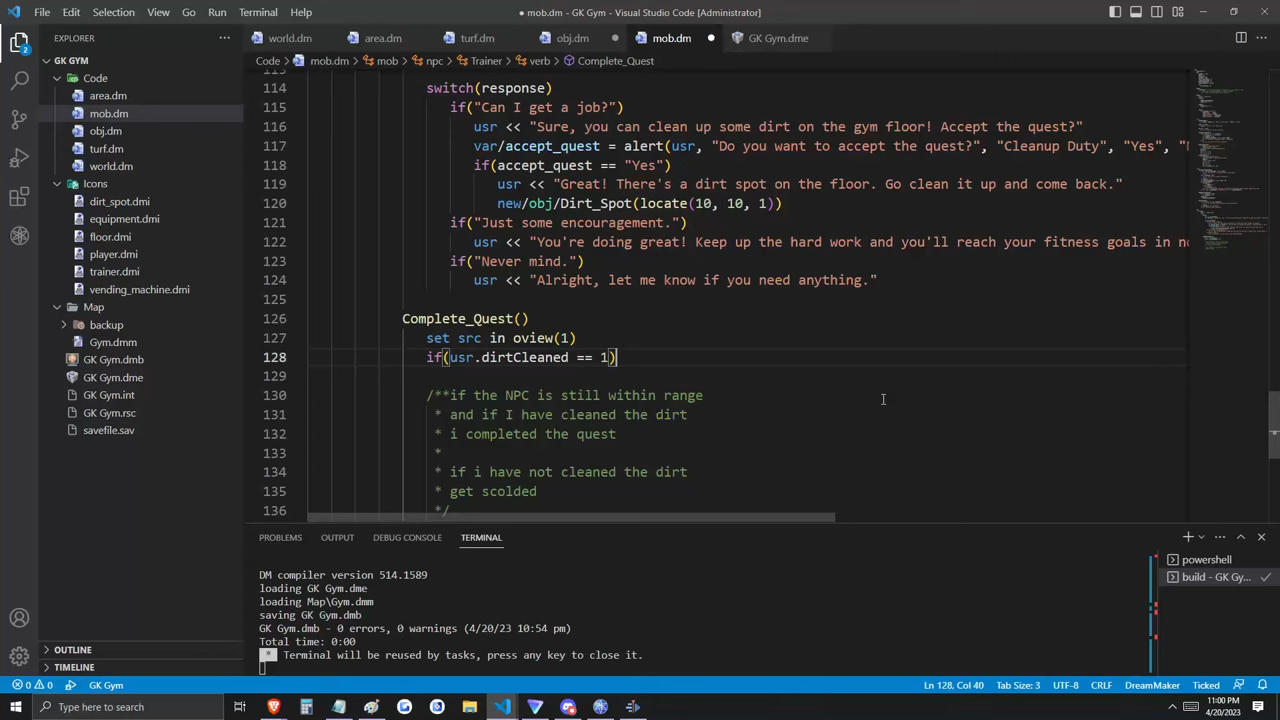 File Edit Selection View Go Run Terminal Help
mob.dm - GK Gym - Visual Studio Code [Administrator]
EXPLORER
world.dm area.dm turf.dm obj.dm mob.dm GK Gym.dme
Code > mob.dm > mob > npc > Trainer > verb > Complete_Quest
GK GYM
Code
area.dm
mob.dm
obj.dm
turf.dm
world.dm
Icons
dirt_spot.dmi
equipment.dmi
floor.dmi
player.dmi
trainer.dmi
vending_machine.dmi
Map
backup
Gym.dmm
GK Gym.dmb
GK Gym.dme
GK Gym.int
GK Gym.rsc
savefile.sav
OUTLINE
TIMELINE
114 switch(response)
115 if("Can I get a job?")
116 usr << "Sure, you can clean up some dirt on the gym floor! Accept the quest?"
117 var/accept_quest = alert(usr, "Do you want to accept the quest?", "Cleanup Duty", "Yes",
118 if(accept_quest == "Yes")
119 usr << "Great! There's a dirt spot on the floor. Go clean it up and come back."
120 new/obj/Dirt_Spot(locate(10, 10, 1))
121 if("Just some encouragement.")
122 usr << "You're doing great! Keep up the hard work and you'll reach your fitness goals in no
123 if("Never mind.")
124 usr << "Alright, let me know if you need anything."
125
126 Complete_Quest()
127 set src in oview(1)
128 if(usr.dirtCleaned == 1)
129
130 /**if the NPC is still within range
131 * and if I have cleaned the dirt
132 * i completed the quest
133 *
134 * if i have not cleaned the dirt
135 * get scolded
136 */
PROBLEMS OUTPUT DEBUG CONSOLE TERMINAL
DM compiler version 514.1589
loading GK Gym.dme
loading Map\Gym.dmm
saving GK Gym.dmb
GK Gym.dmb - 0 errors, 0 warnings (4/20/23 10:54 pm)
Total time: 0:00
* Terminal will be reused by tasks, press any key to close it.
powershell
build - GK Gy...
0 0 GK Gym Ln 128, Col 40 Tab Size: 3 UTF-8 CRLF DreamMaker Ticked
Type here to search
11:00 PM
4/20/2023